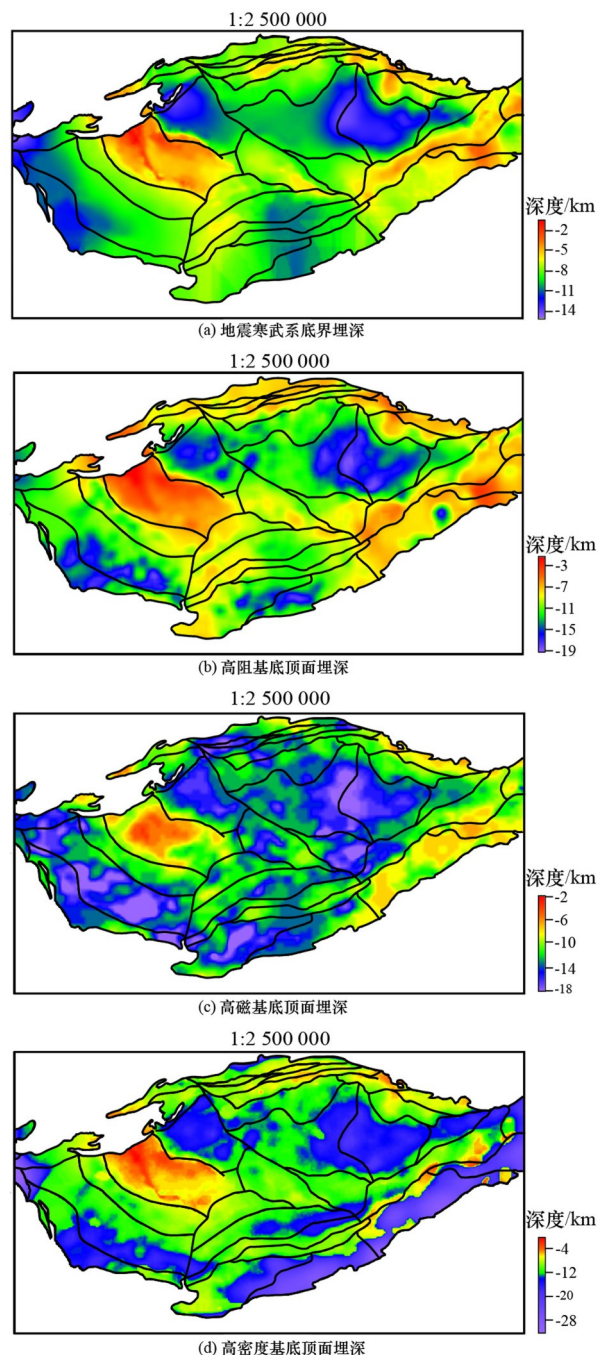 1:2 500 000
深度/km
-2
-5
-8
-11
-14
(a) 地震寒武系底界埋深
1:2 500 000
深度/km
-3
-7
-11
-15
-19
(b) 高阻基底顶面埋深
1:2 500 000
深度/km
-2
-6
-10
-14
-18
(c) 高磁基底顶面埋深
1:2 500 000
深度/km
-4
-12
-20
-28
(d) 高密度基底顶面埋深